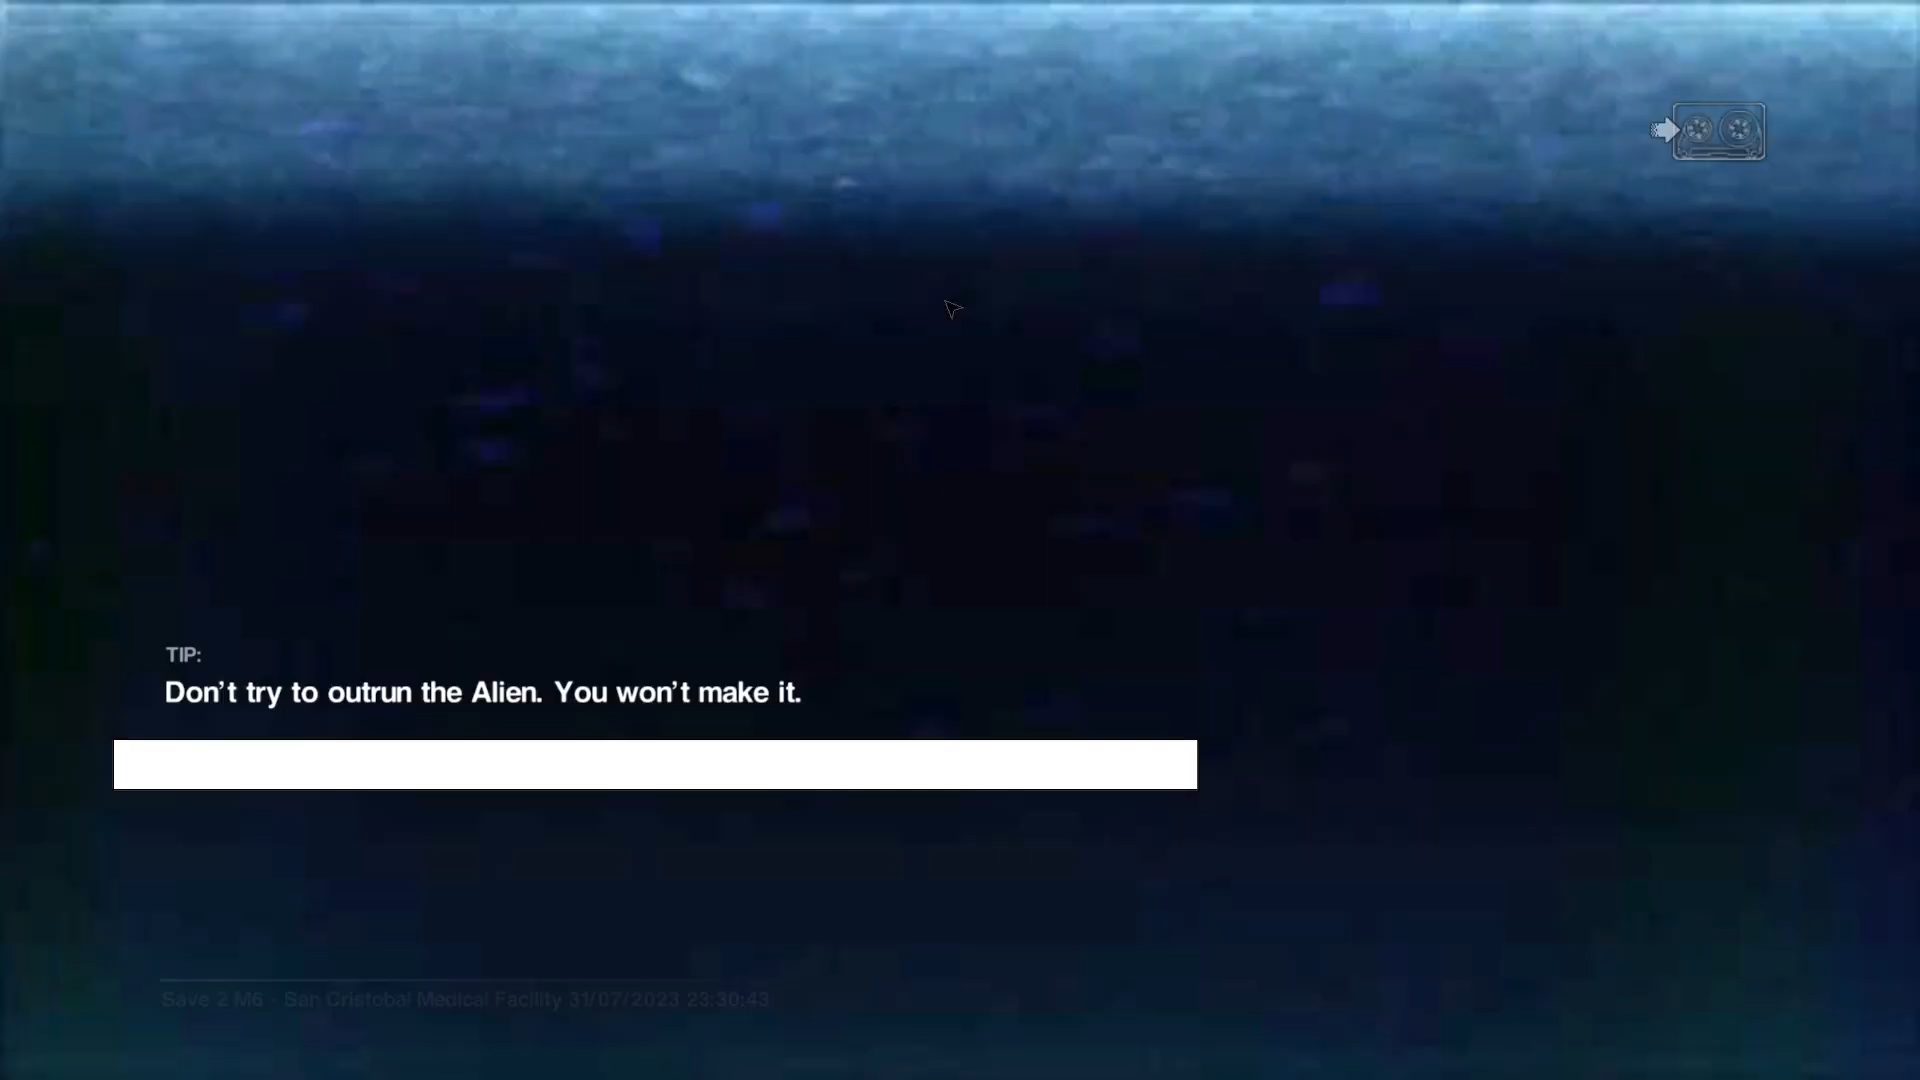 TIP:
Don't try to outrun the Alien. You won't make it.
Save 2 M6 - San Cristobal Medical Facility 31/07/2023 23:30:43